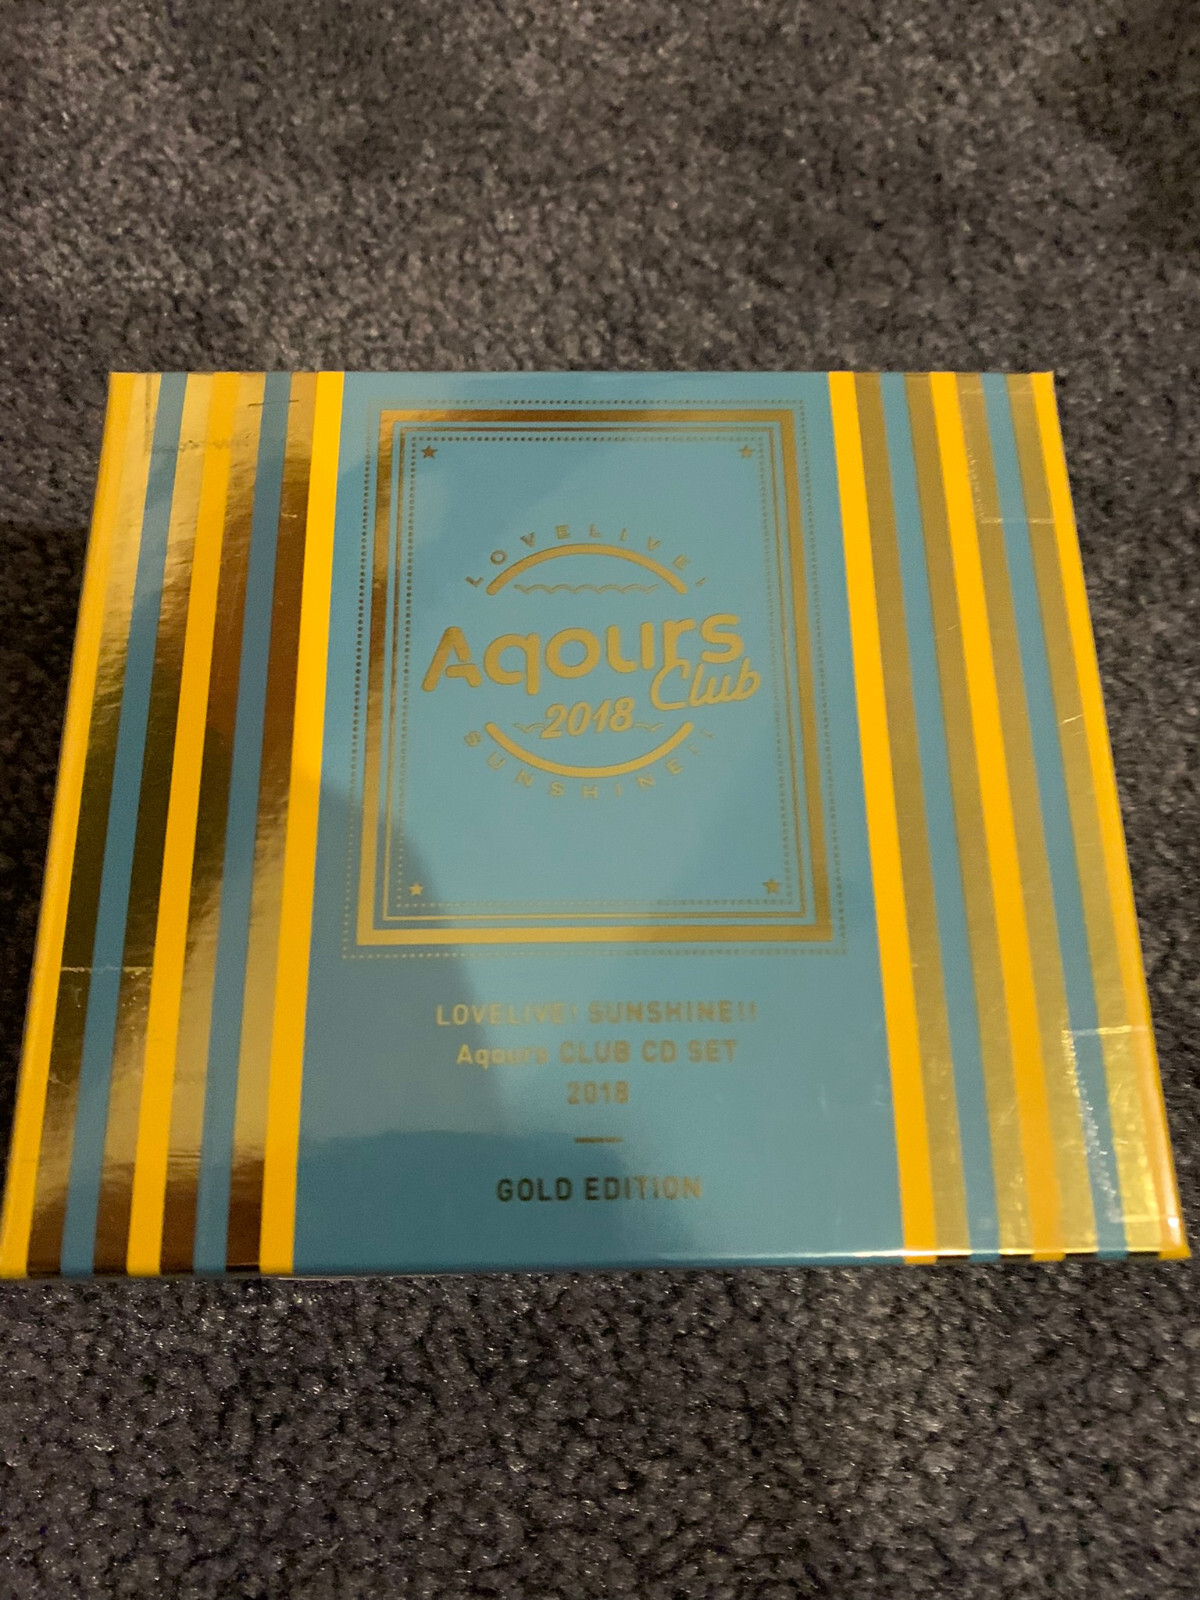 LOVELIVE!
Aqours
Club
2018
SUNSHINE!!
LOVELIVE! SUNSHINE!!
Aqours CLUB CD SET
2018
GOLD EDITION